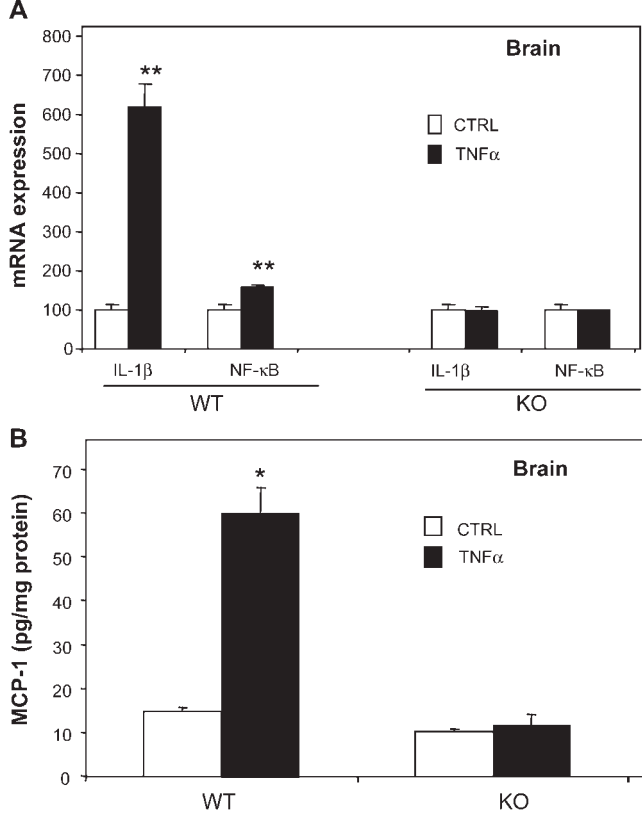 A
Brain
mRNA expression
800
700
600
500
400
300
200
100
0
**
**
CTRL
TNFα
IL-1β NF-κB IL-1β NF-κB
WT KO
B
Brain
MCP-1 (pg/mg protein)
70
60
50
40
30
20
10
0
*
CTRL
TNFα
WT KO